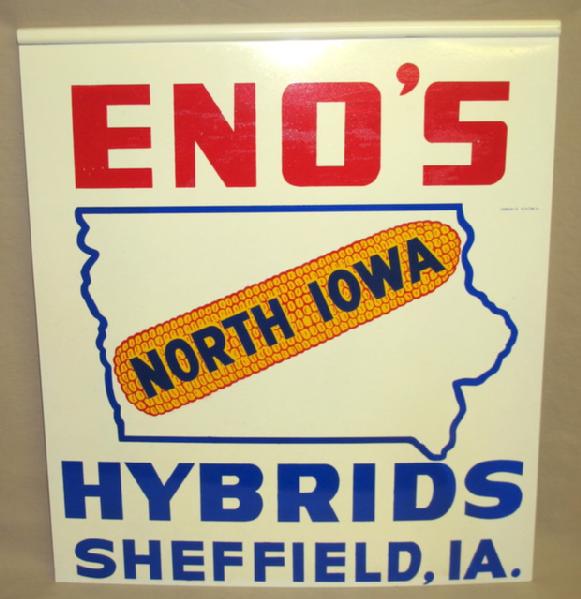 ENO'S
NORTH IOWA
HYBRIDS
SHEFFIELD, IA.